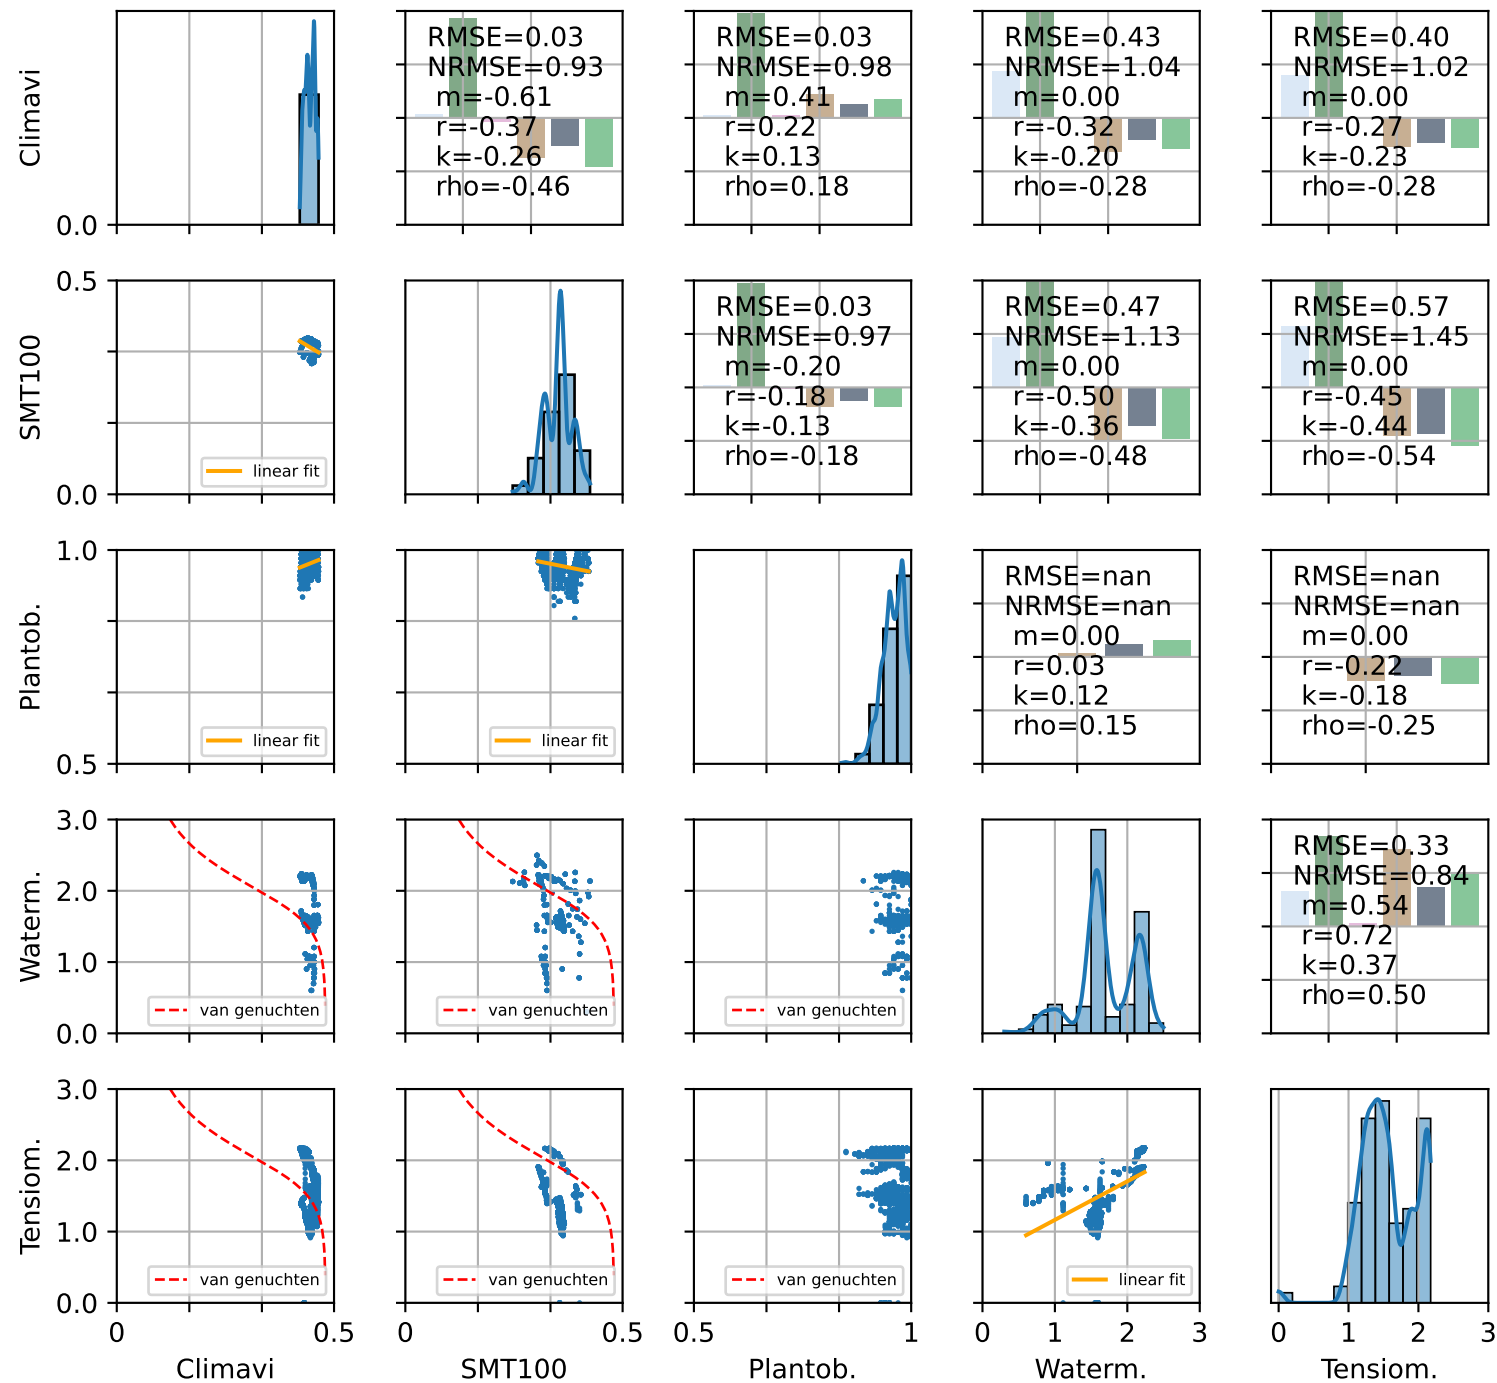 Climavi
0.0
RMSE=0.03
NRMSE=0.93
m=-0.61
r=-0.37
k=-0.26
rho=-0.46
RMSE=0.03
NRMSE=0.98
m=0.41
r=0.22
k=0.13
rho=0.18
RMSE=0.43
NRMSE=1.04
m=0.00
r=-0.32
k=-0.20
rho=-0.28
RMSE=0.40
NRMSE=1.02
m=0.00
r=-0.27
k=-0.23
rho=-0.28
SMT100
0.5
0.0
linear fit
RMSE=0.03
NRMSE=0.97
m=-0.20
r=-0.18
k=-0.13
rho=-0.18
RMSE=0.47
NRMSE=1.13
m=0.00
r=-0.50
k=-0.36
rho=-0.48
RMSE=0.57
NRMSE=1.45
m=0.00
r=-0.45
k=-0.44
rho=-0.54
Plantob.
1.0
0.5
linear fit
linear fit
RMSE=nan
NRMSE=nan
m=0.00
r=0.03
k=0.12
rho=0.15
RMSE=nan
NRMSE=nan
m=0.00
r=-0.22
k=-0.18
rho=-0.25
Waterm.
3.0
2.0
1.0
0.0
van genuchten
van genuchten
van genuchten
RMSE=0.33
NRMSE=0.84
m=0.54
r=0.72
k=0.37
rho=0.50
Tensiom.
3.0
2.0
1.0
0.0
van genuchten
van genuchten
van genuchten
linear fit
0 0.5
0 0.5
0.5 1
0 1 2 3
0 1 2 3
Climavi
SMT100
Plantob.
Waterm.
Tensiom.